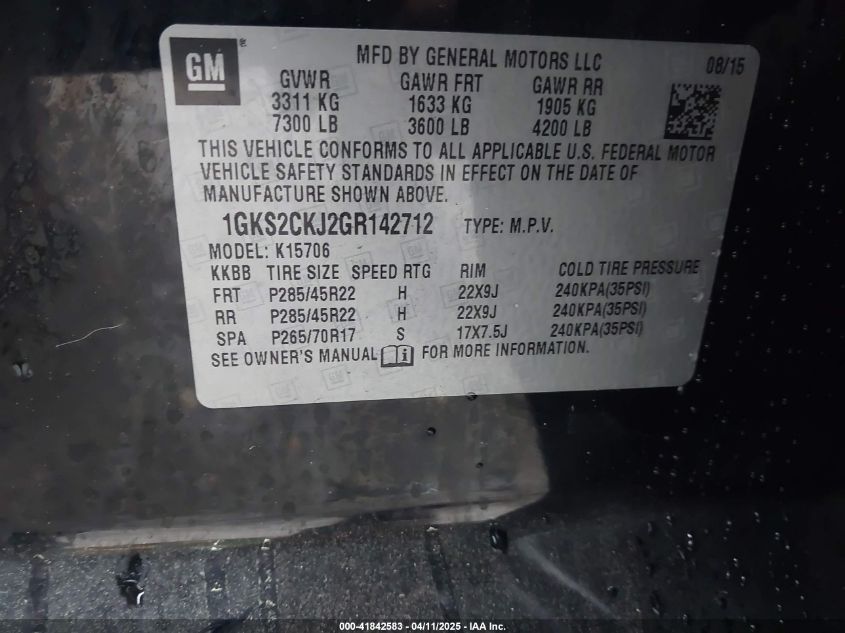 GM ® MFD BY GENERAL MOTORS LLC 08/15
GVWR GAWR FRT GAWR RR
3311 KG 1633 KG 1905 KG
7300 LB 3600 LB 4200 LB
THIS VEHICLE CONFORMS TO ALL APPLICABLE U.S. FEDERAL MOTOR
VEHICLE SAFETY STANDARDS IN EFFECT ON THE DATE OF
MANUFACTURE SHOWN ABOVE.
1GKS2CKJ2GR142712 TYPE: M.P.V.
MODEL: K15706
KKBB TIRE SIZE SPEED RTG RIM COLD TIRE PRESSURE
FRT P285/45R22 H 22X9J 240KPA(35PSI)
RR P285/45R22 H 22X9J 240KPA(35PSI)
SPA P265/70R17 S 17X7.5J 240KPA(35PSI)
SEE OWNER'S MANUAL FOR MORE INFORMATION.
000-41842583 - 04/11/2025 - IAA Inc.